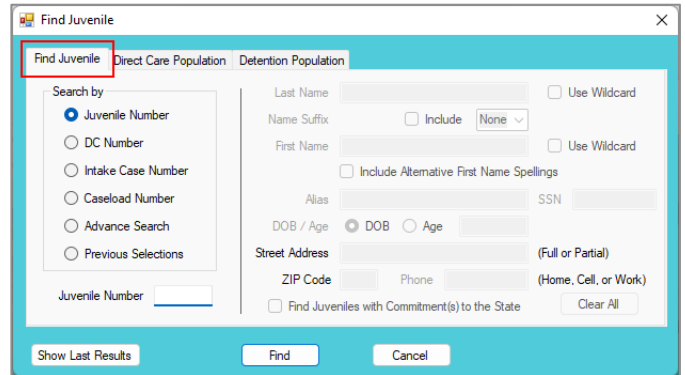 Find Juvenile
Find Juvenile Direct Care Population Detention Population
Search by
Juvenile Number
DC Number
Intake Case Number
Caseload Number
Advance Search
Previous Selections
Juvenile Number
Last Name Use Wildcard
Name Suffix Include None
First Name Use Wildcard
Include Alternative First Name Spellings
Alias SSN
DOB / Age DOB Age
Street Address (Full or Partial)
ZIP Code Phone (Home, Cell, or Work)
Find Juveniles with Commitment(s) to the State Clear All
Show Last Results Find Cancel